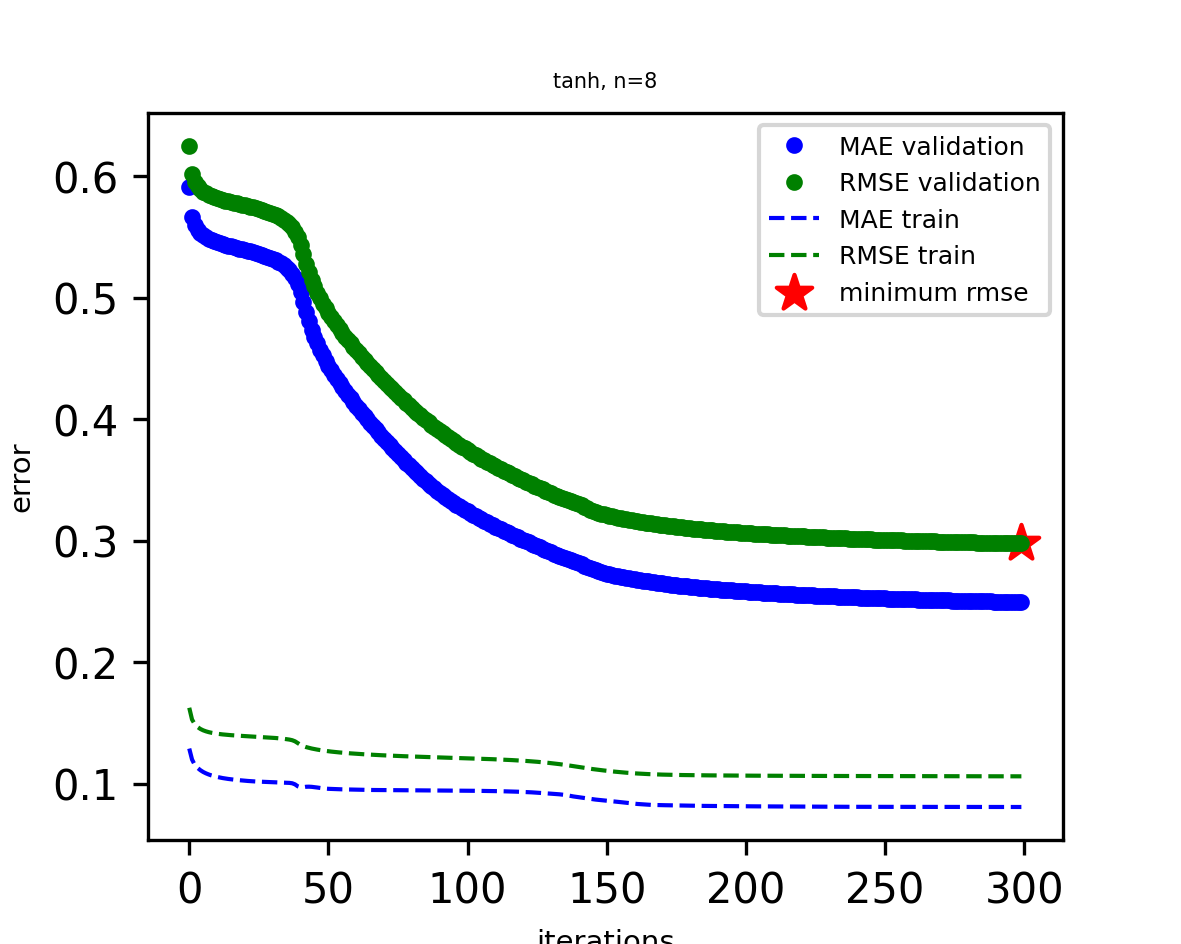 tanh, n=8
MAE validation
RMSE validation
MAE train
RMSE train
minimum rmse
error
0.6
0.5
0.4
0.3
0.2
0.1
0 50 100 150 200 250 300
iterations